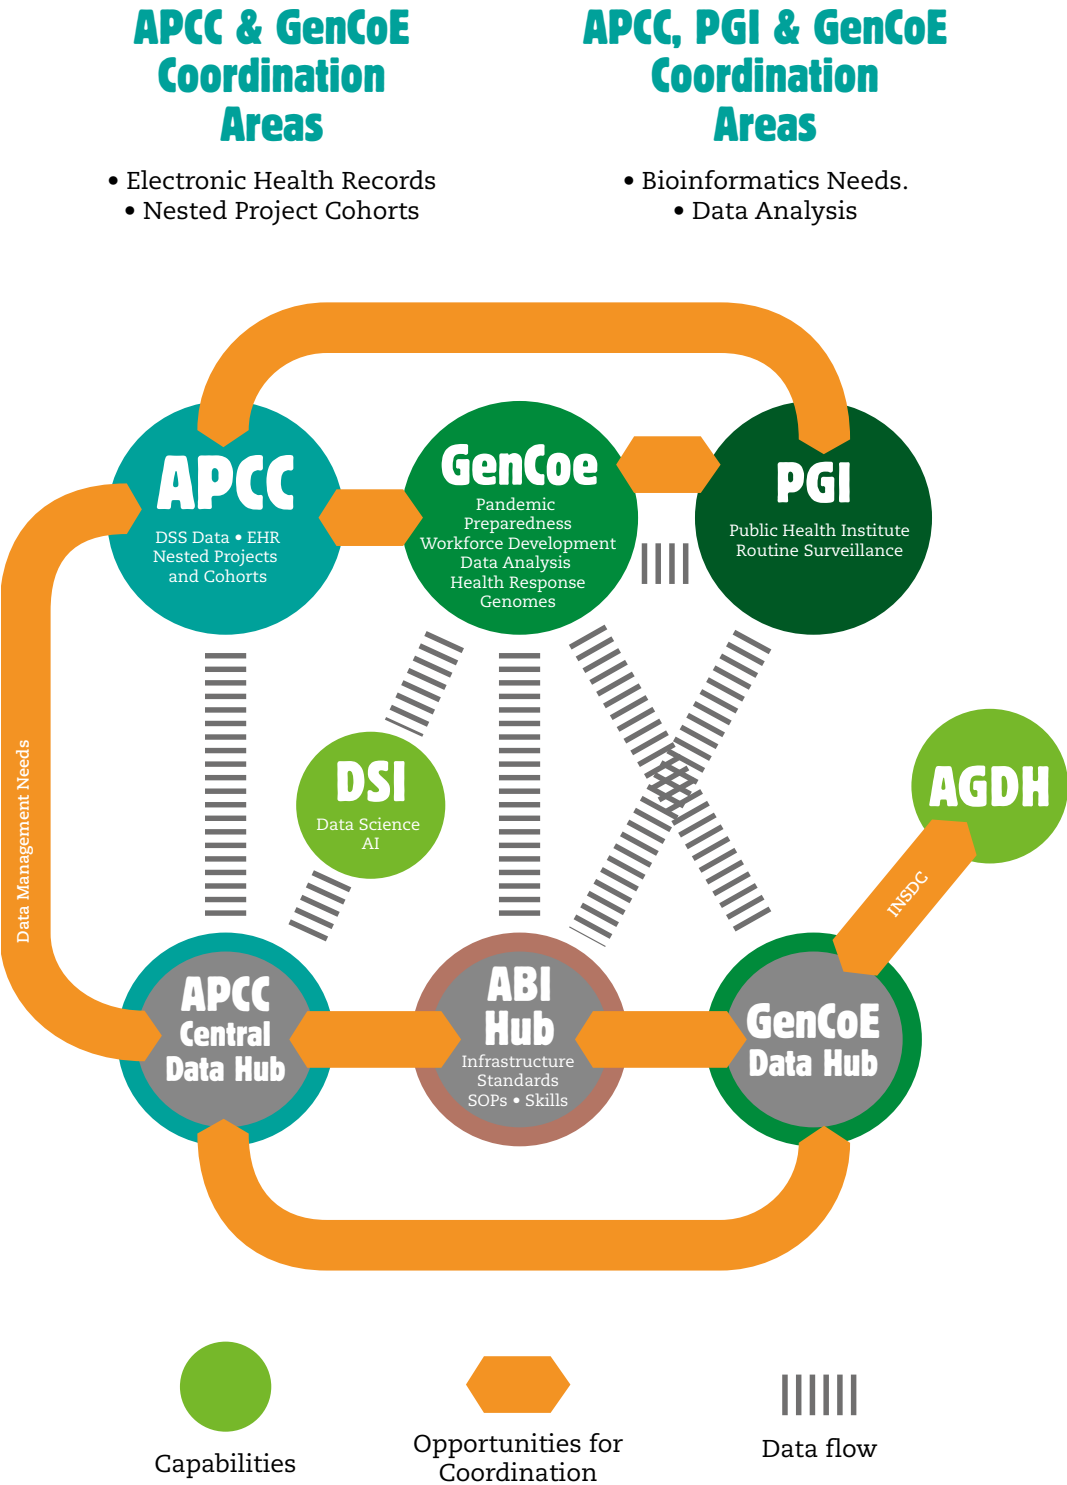 APCC & GenCoE
Coordination
Areas
• Electronic Health Records
• Nested Project Cohorts
APCC, PGI & GenCoE
Coordination
Areas
• Bioinformatics Needs.
• Data Analysis
APCC
DSS Data • EHR
Nested Projects
and Cohorts
GenCoe
Pandemic
Preparedness
Workforce Development
Data Analysis
Health Response
Genomes
PGI
Public Health Institute
Routine Surveillance
Data Management Needs
DSI
Data Science
AI
AGDH
INSDC
APCC
Central
Data Hub
ABI
Hub
Infrastructure
Standards
SOPs • Skills
GenCoE
Data Hub
Capabilities
Opportunities for
Coordination
Data flow